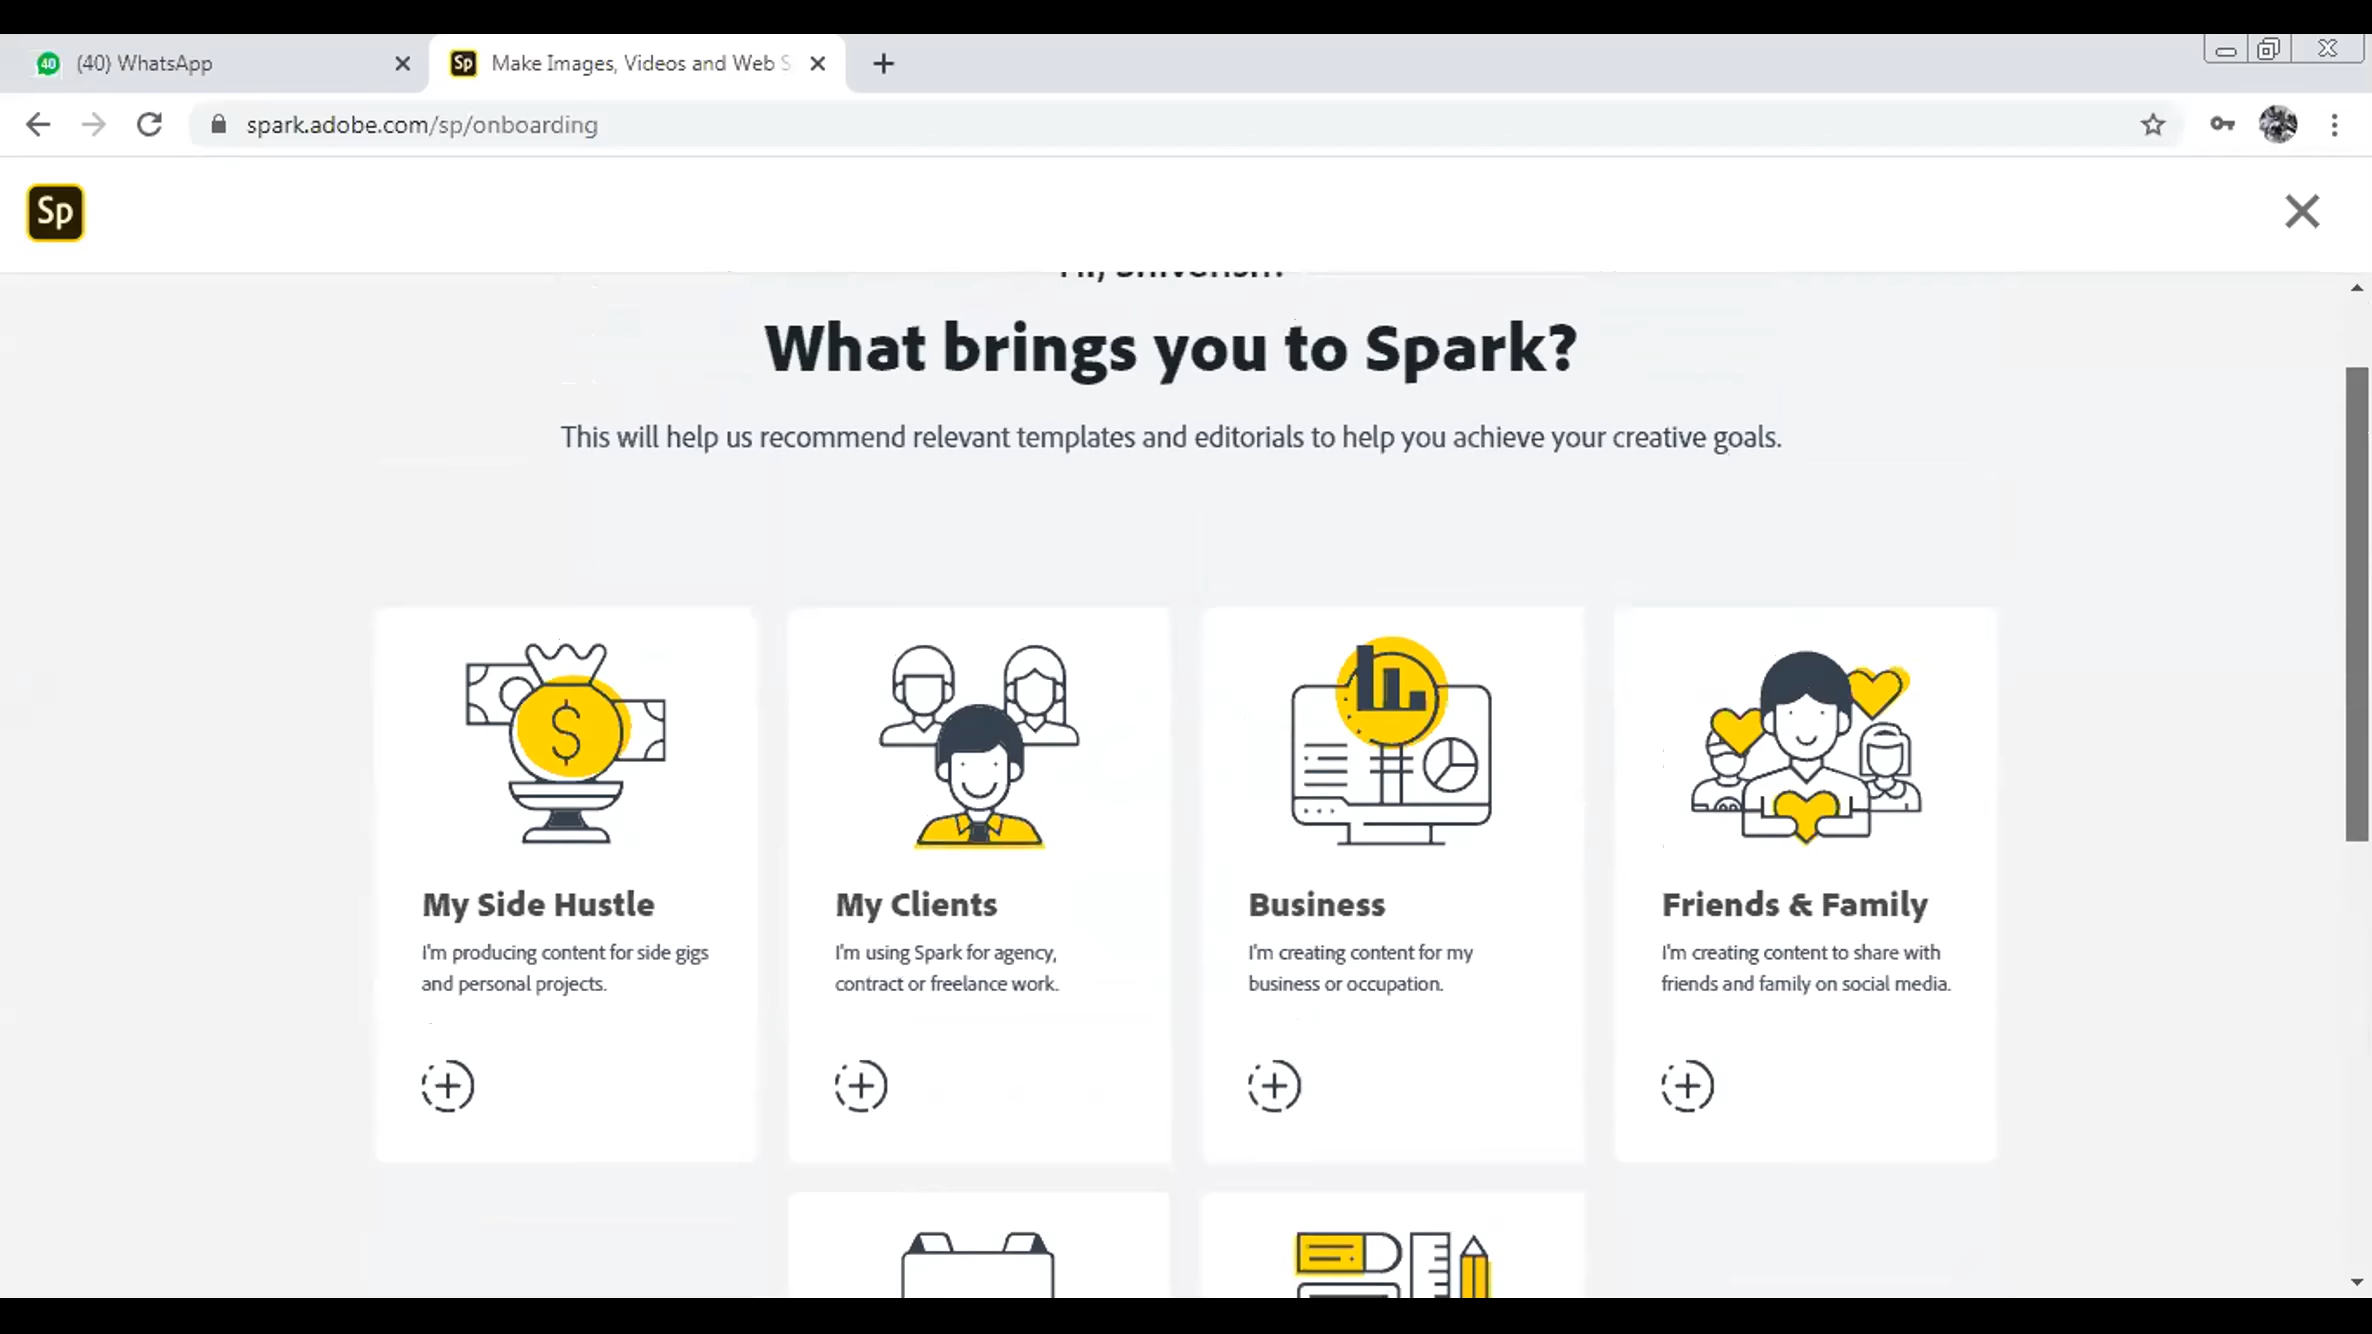 40 (40) WhatsApp
Sp Make Images, Videos and Web S
spark.adobe.com/sp/onboarding
Sp
What brings you to Spark?
This will help us recommend relevant templates and editorials to help you achieve your creative goals.
$
My Side Hustle
I'm producing content for side gigs
and personal projects.
My Clients
I'm using Spark for agency,
contract or freelance work.
Business
I'm creating content for my
business or occupation.
Friends & Family
I'm creating content to share with
friends and family on social media.